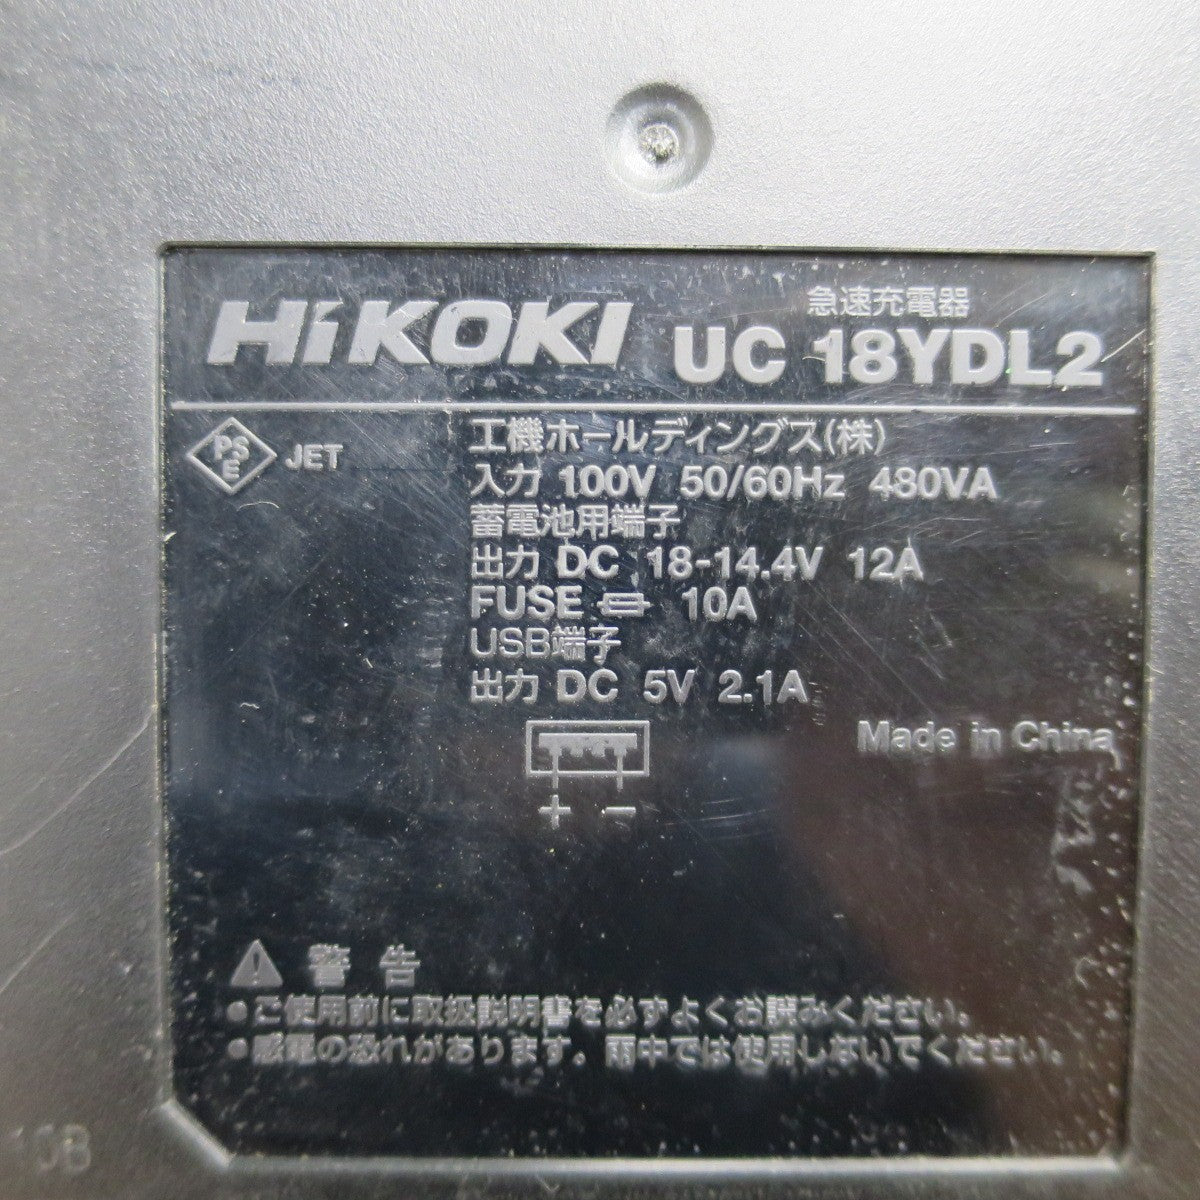 HiKOKI
急速充電器
UC 18YDL2
PSE JET
工機ホールディングス(株)
入力 100V 50/60Hz 480VA
蓄電池用端子
出力 DC 18-14.4V 12A
FUSE 10A
USB端子
出力 DC 5V 2.1A
Made in China
+ −
警告
•ご使用前に取扱説明書を必ずよくお読みください。
•感電の恐れがあります。雨中では使用しないでください。